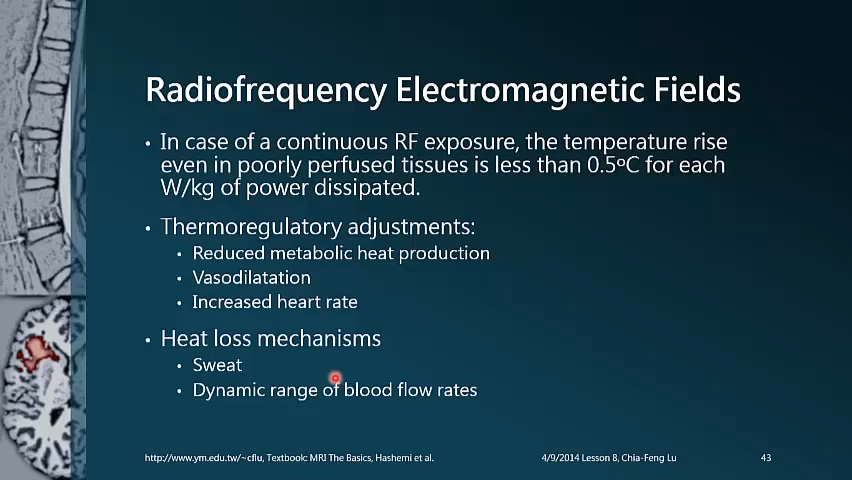 Radiofrequency Electromagnetic Fields
• In case of a continuous RF exposure, the temperature rise
even in poorly perfused tissues is less than 0.5ºC for each
W/kg of power dissipated.
• Thermoregulatory adjustments:
• Reduced metabolic heat production
• Vasodilatation
• Increased heart rate
• Heat loss mechanisms
• Sweat
• Dynamic range of blood flow rates
http://www.ym.edu.tw/~cflu, Textbook: MRI The Basics, Hashemi et al.
4/9/2014 Lesson 8, Chia-Feng Lu
43